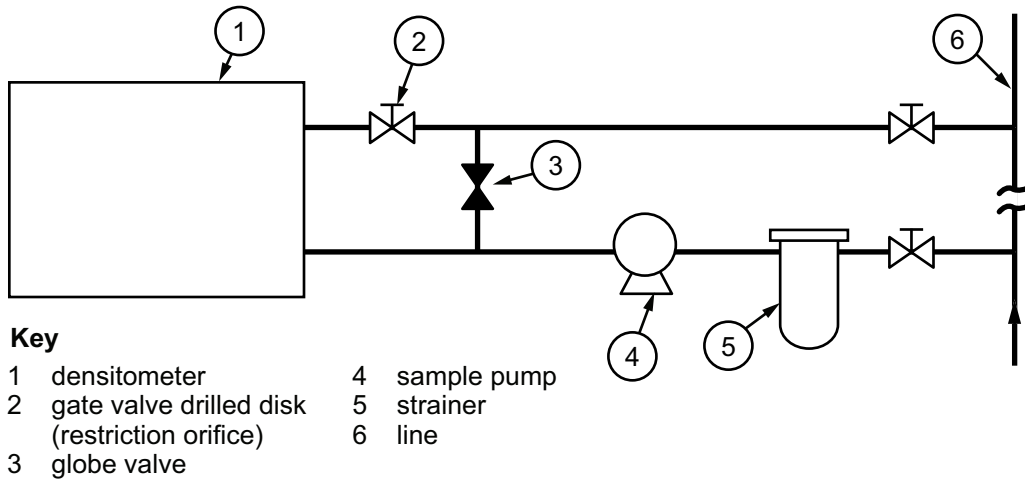 1
2
6
3
4
5
Key
1 densitometer
2 gate valve drilled disk
(restriction orifice)
3 globe valve
4 sample pump
5 strainer
6 line